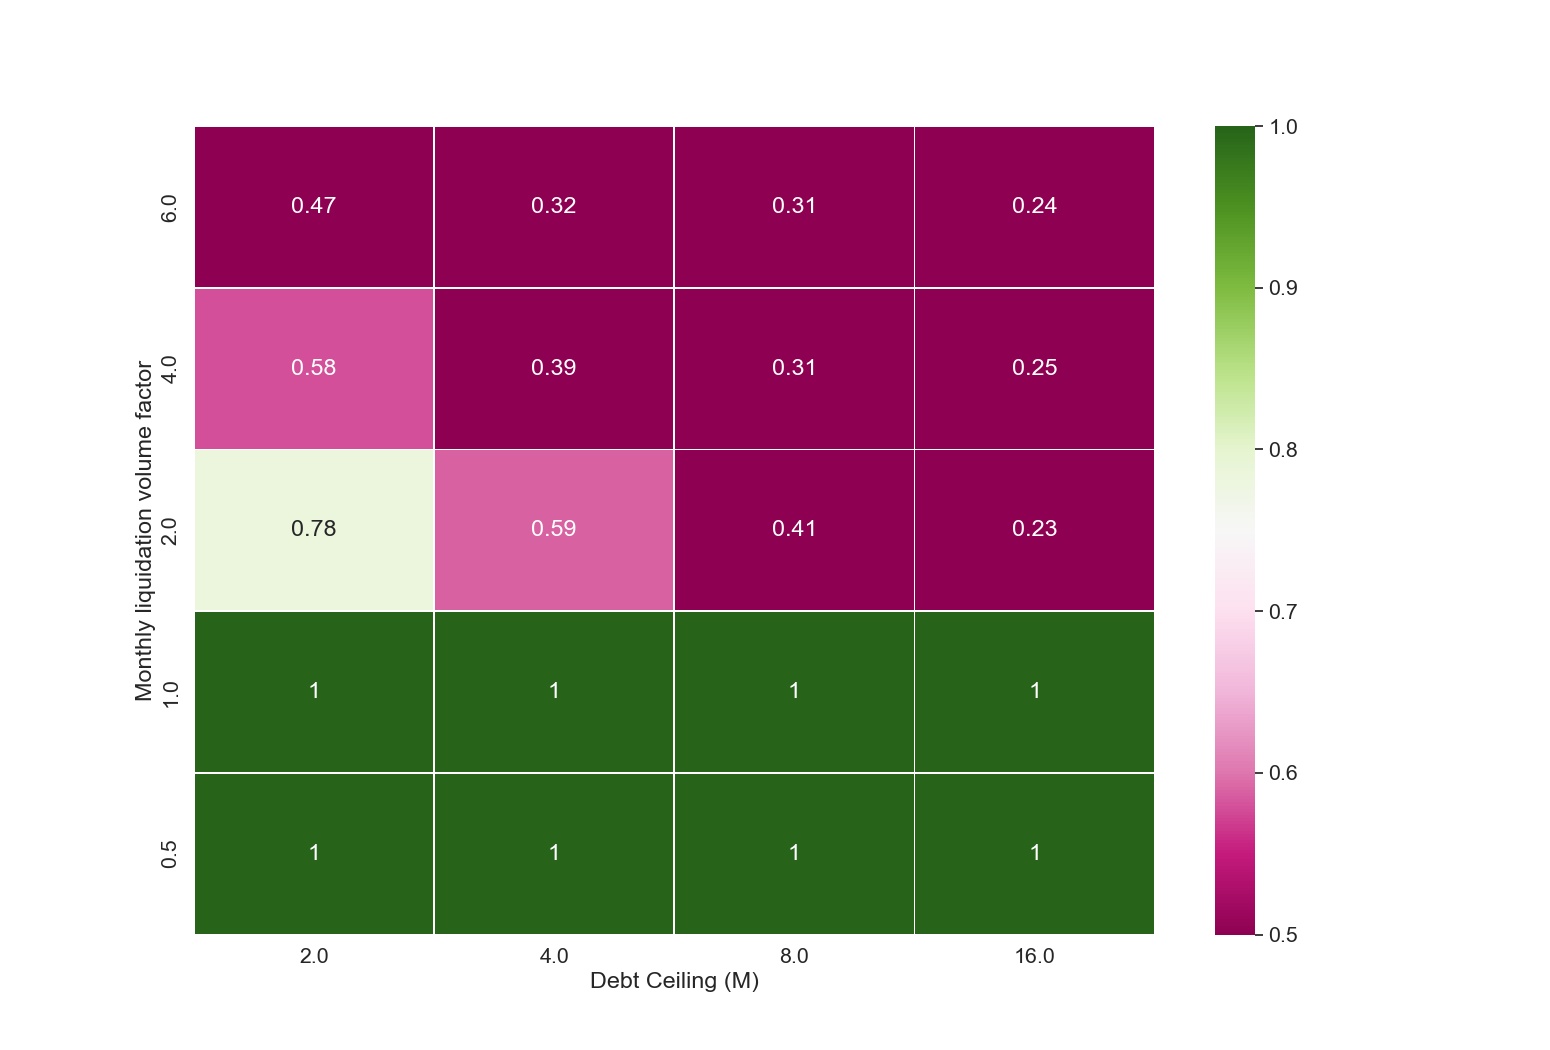 Monthly liquidation volume factor
6.0 0.47 0.32 0.31 0.24
4.0 0.58 0.39 0.31 0.25
2.0 0.78 0.59 0.41 0.23
1.0 1 1 1 1
0.5 1 1 1 1
2.0 4.0 8.0 16.0
Debt Ceiling (M)
1.0
0.9
0.8
0.7
0.6
0.5